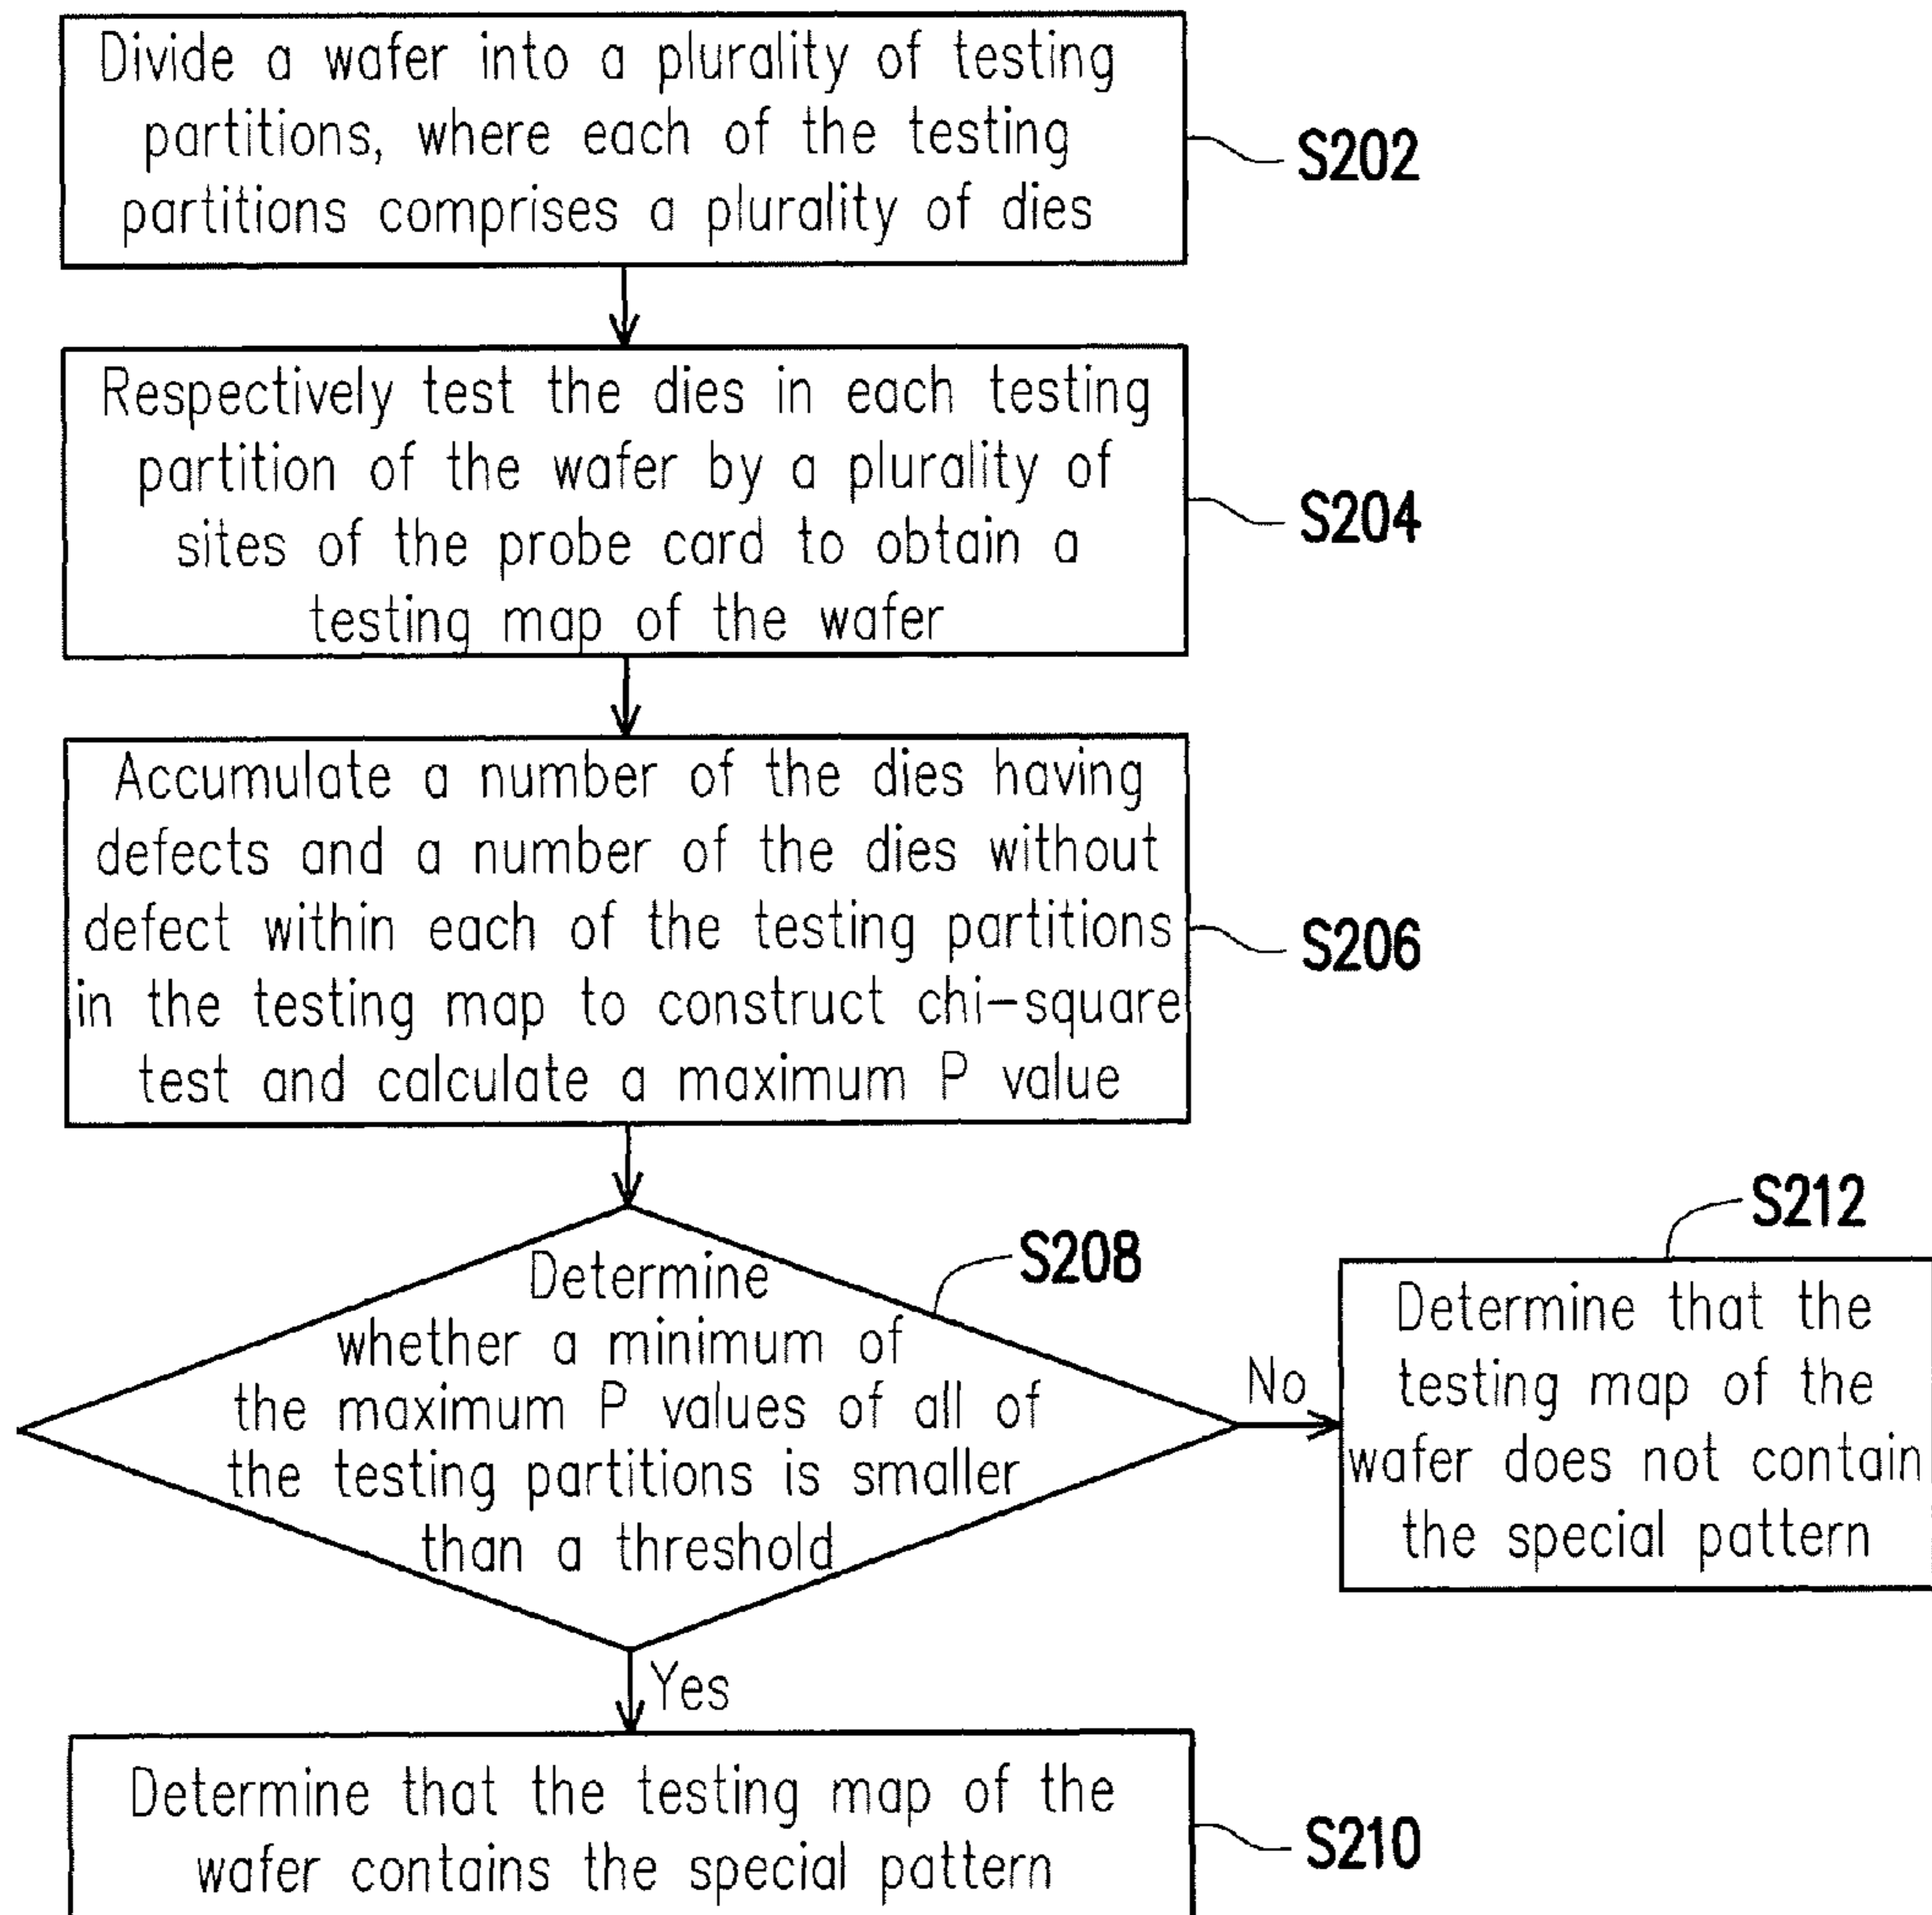 Divide a wafer into a plurality of testing
partitions, where each of the testing
partitions comprises a plurality of dies
S202
Respectively test the dies in each testing
partition of the wafer by a plurality of
sites of the probe card to obtain a
testing map of the wafer
S204
Accumulate a number of the dies having
defects and a number of the dies without
defect within each of the testing partitions
in the testing map to construct chi-square
test and calculate a maximum P value
S206
Determine
whether a minimum of
the maximum P values of all of
the testing partitions is smaller
than a threshold
S208
No
S212
Determine that the
testing map of the
wafer does not contain
the special pattern
Yes
Determine that the testing map of the
wafer contains the special pattern
S210